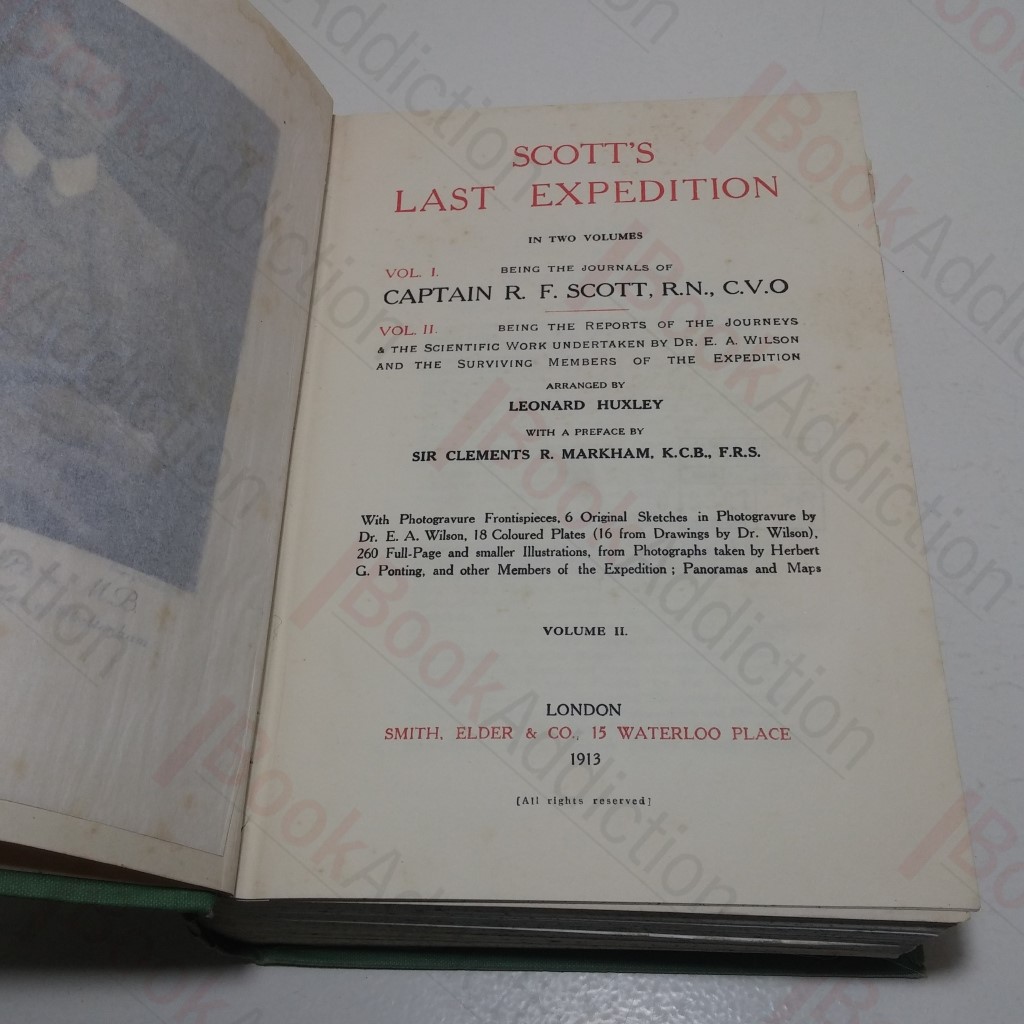 SCOTT'S
LAST EXPEDITION
IN TWO VOLUMES
VOL. I. BEING THE JOURNALS OF
CAPTAIN R. F. SCOTT, R.N., C.V.O
VOL. II. BEING THE REPORTS OF THE JOURNEYS
& THE SCIENTIFIC WORK UNDERTAKEN BY DR. E. A. WILSON
AND THE SURVIVING MEMBERS OF THE EXPEDITION
ARRANGED BY
LEONARD HUXLEY
WITH A PREFACE BY
SIR CLEMENTS R. MARKHAM, K.C.B., F.R.S.
With Photogravure Frontispieces, 6 Original Sketches in Photogravure by
Dr. E. A. Wilson, 18 Coloured Plates (16 from Drawings by Dr. Wilson),
260 Full-Page and smaller Illustrations, from Photographs taken by Herbert
G. Ponting, and other Members of the Expedition ; Panoramas and Maps
VOLUME II.
LONDON
SMITH, ELDER & CO., 15 WATERLOO PLACE
1913
[All rights reserved]
BookAddiction